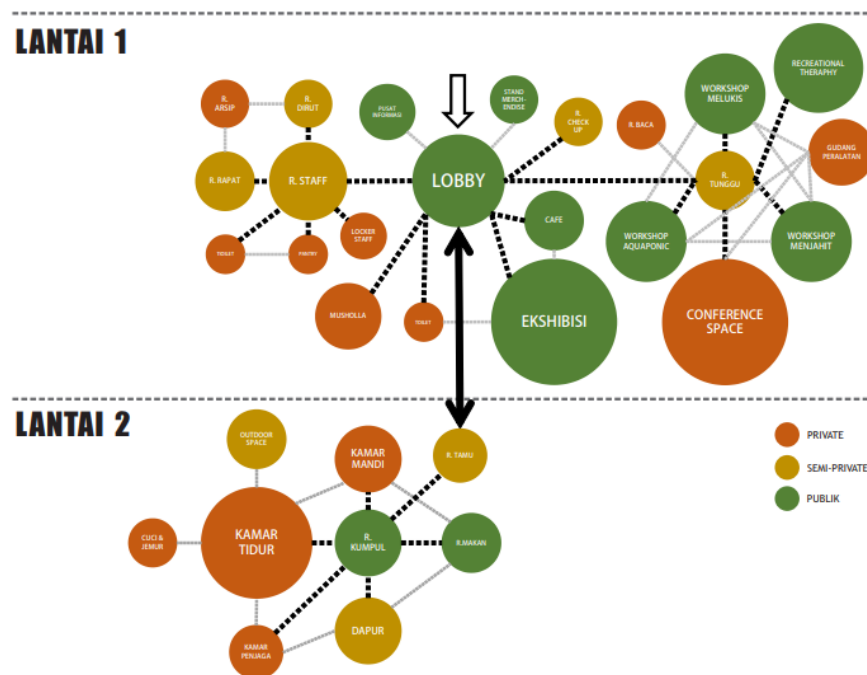 LANTAI 1
R.
ARSIP
R.
DIRUT
PUSAT
INFORMASI
STAND
MERCH-
ENDISE
R.
CHECK
UP
R. BACA
WORKSHOP
MELUKIS
RECREATIONAL
THERAPHY
GUDANG
PERALATAN
R. RAPAT
R. STAFF
LOBBY
R.
TUNGGU
TOILET
PANTRY
LOCKER
STAFF
CAFE
WORKSHOP
AQUAPONIC
WORKSHOP
MENJAHIT
MUSHOLLA
TOILET
EKSHIBISI
CONFERENCE
SPACE
LANTAI 2
OUTDOOR
SPACE
KAMAR
MANDI
R. TAMU
CUCI &
JEMUR
KAMAR
TIDUR
R.
KUMPUL
R.MAKAN
KAMAR
PENJAGA
DAPUR
PRIVATE
SEMI-PRIVATE
PUBLIK